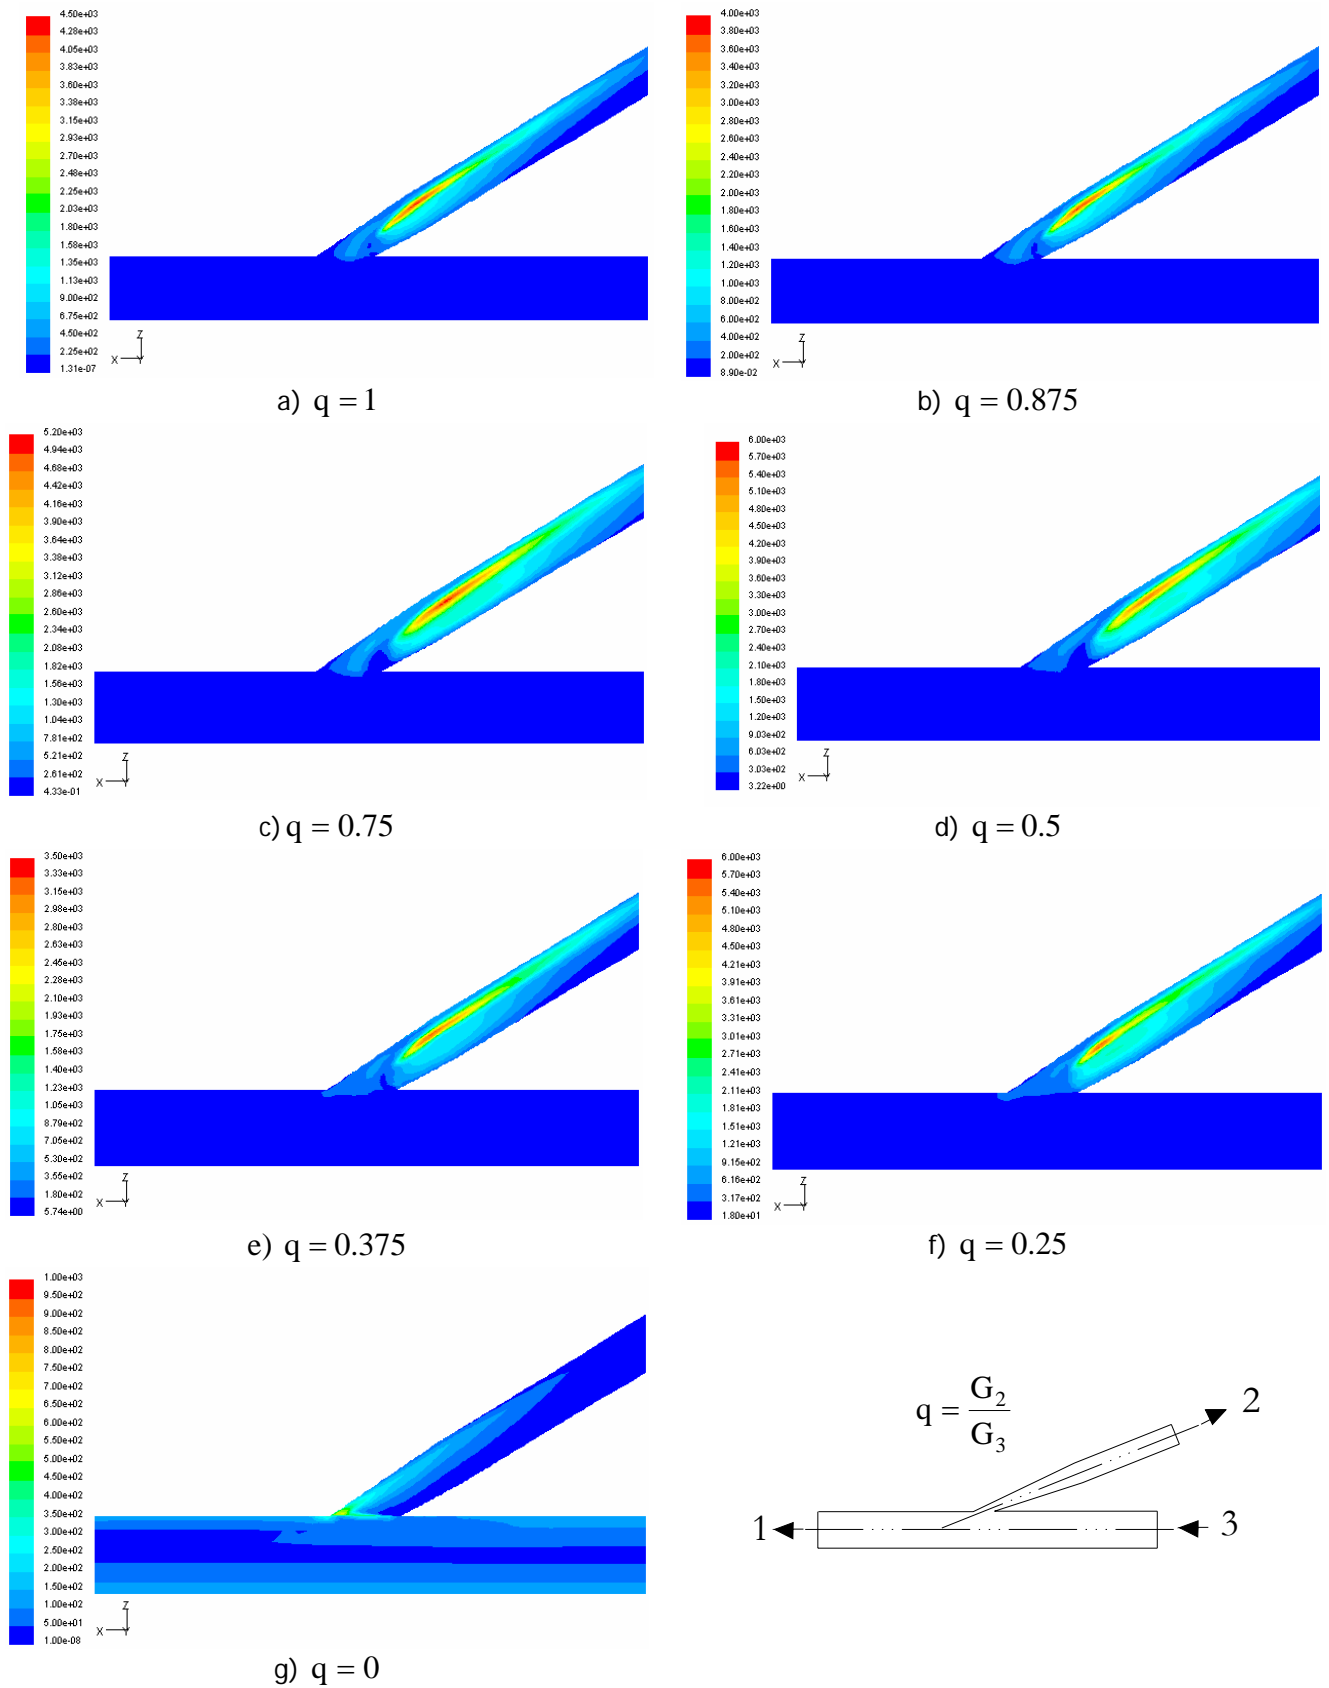 4.50e+03
4.28e+03
4.05e+03
3.83e+03
3.60e+03
3.38e+03
3.15e+03
2.93e+03
2.70e+03
2.48e+03
2.25e+03
2.03e+03
1.80e+03
1.58e+03
1.35e+03
1.13e+03
9.00e+02
6.75e+02
4.50e+02
2.25e+02
1.31e-07
Z
X
Y
a) q = 1
4.00e+03
3.80e+03
3.60e+03
3.40e+03
3.20e+03
3.00e+03
2.80e+03
2.60e+03
2.40e+03
2.20e+03
2.00e+03
1.80e+03
1.60e+03
1.40e+03
1.20e+03
1.00e+03
8.00e+02
6.00e+02
4.00e+02
2.00e+02
8.90e-02
Z
X
Y
b) q = 0.875
5.20e+03
4.94e+03
4.68e+03
4.42e+03
4.16e+03
3.90e+03
3.64e+03
3.38e+03
3.12e+03
2.86e+03
2.60e+03
2.34e+03
2.08e+03
1.82e+03
1.56e+03
1.30e+03
1.04e+03
7.81e+02
5.21e+02
2.61e+02
4.33e-01
Z
X
Y
c) q = 0.75
6.00e+03
5.70e+03
5.40e+03
5.10e+03
4.80e+03
4.50e+03
4.20e+03
3.90e+03
3.60e+03
3.30e+03
3.00e+03
2.70e+03
2.40e+03
2.10e+03
1.80e+03
1.50e+03
1.20e+03
9.03e+02
6.03e+02
3.03e+02
3.22e+00
Z
X
Y
d) q = 0.5
3.50e+03
3.33e+03
3.15e+03
2.98e+03
2.80e+03
2.63e+03
2.45e+03
2.28e+03
2.10e+03
1.93e+03
1.75e+03
1.58e+03
1.40e+03
1.23e+03
1.05e+03
8.79e+02
7.05e+02
5.30e+02
3.55e+02
1.80e+02
5.74e+00
Z
X
Y
e) q = 0.375
6.00e+03
5.70e+03
5.40e+03
5.10e+03
4.80e+03
4.50e+03
4.21e+03
3.91e+03
3.61e+03
3.31e+03
3.01e+03
2.71e+03
2.41e+03
2.11e+03
1.81e+03
1.51e+03
1.21e+03
9.15e+02
6.16e+02
3.17e+02
1.80e+01
Z
X
Y
f) q = 0.25
1.00e+03
9.50e+02
9.00e+02
8.50e+02
8.00e+02
7.50e+02
7.00e+02
6.50e+02
6.00e+02
5.50e+02
5.00e+02
4.50e+02
4.00e+02
3.50e+02
3.00e+02
2.50e+02
2.00e+02
1.50e+02
1.00e+02
5.00e+01
1.00e-08
Z
X
Y
g) q = 0
q = G₂/G₃
2
1
3